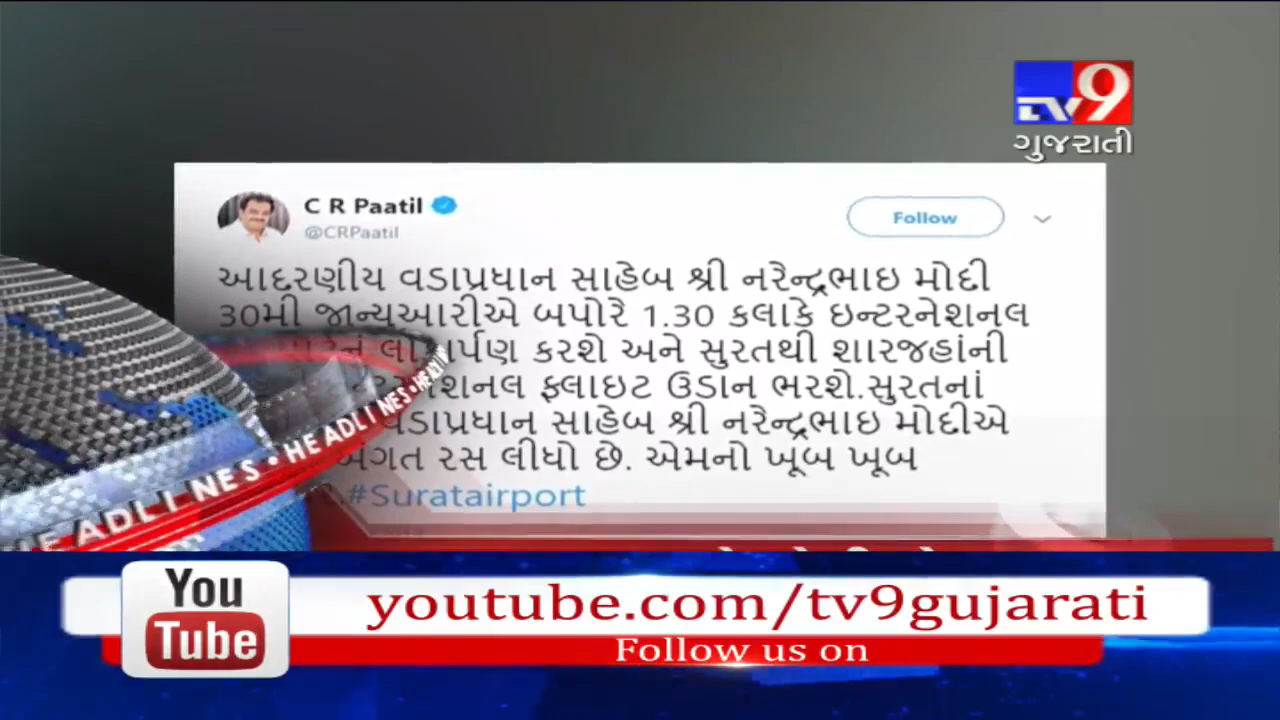 TV9
ગુજરાતી
C R Paatil
@CRPaatil
Follow
આદરણીય વડાપ્રધાન સાહેબ શ્રી નરેન્દ્રભાઇ મોદી
30મી જાન્યુઆરીએ બપોરે 1.30 કલાકે ઇન્ટરનેશનલ
લોકાર્પણ કરશે અને સુરતથી શારજહાંની
ફ્લાઇટ ઉડાન ભરશે.સુરતનાં
વડાપ્રધાન સાહેબ શ્રી નરેન્દ્રભાઇ મોદીએ
અંગત રસ લીધો છે. એમનો ખૂબ ખૂબ
#Suratairport
HEADLINES • HEADLINES • HEADLINES
You
Tube
youtube.com/tv9gujarati
Follow us on